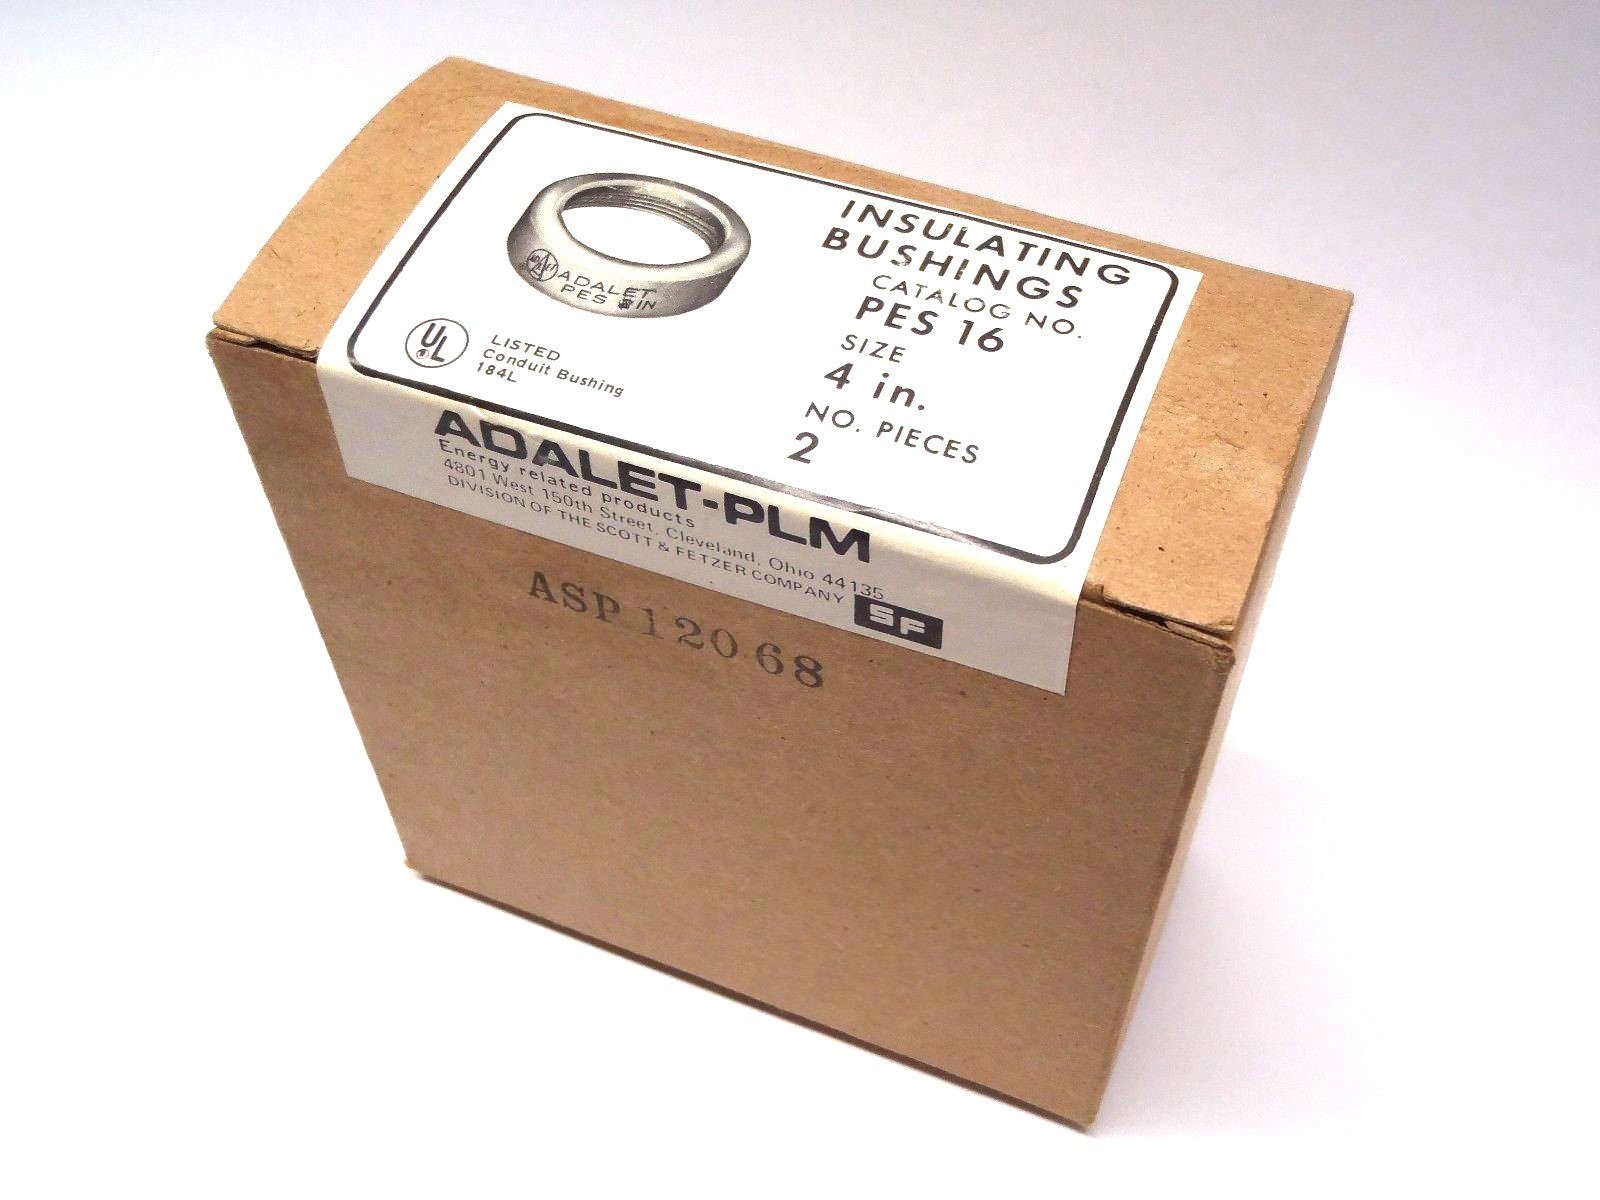 INSULATING
BUSHINGS
CATALOG NO.
PES 16
SIZE
4 in.
NO. PIECES
2
ADALET
PES IN
UL
LISTED
Conduit Bushing
184L
ADALET-PLM
Energy related products
4801 West 150th Street, Cleveland, Ohio 44135
DIVISION OF THE SCOTT & FETZER COMPANY
SF
ASP 12068